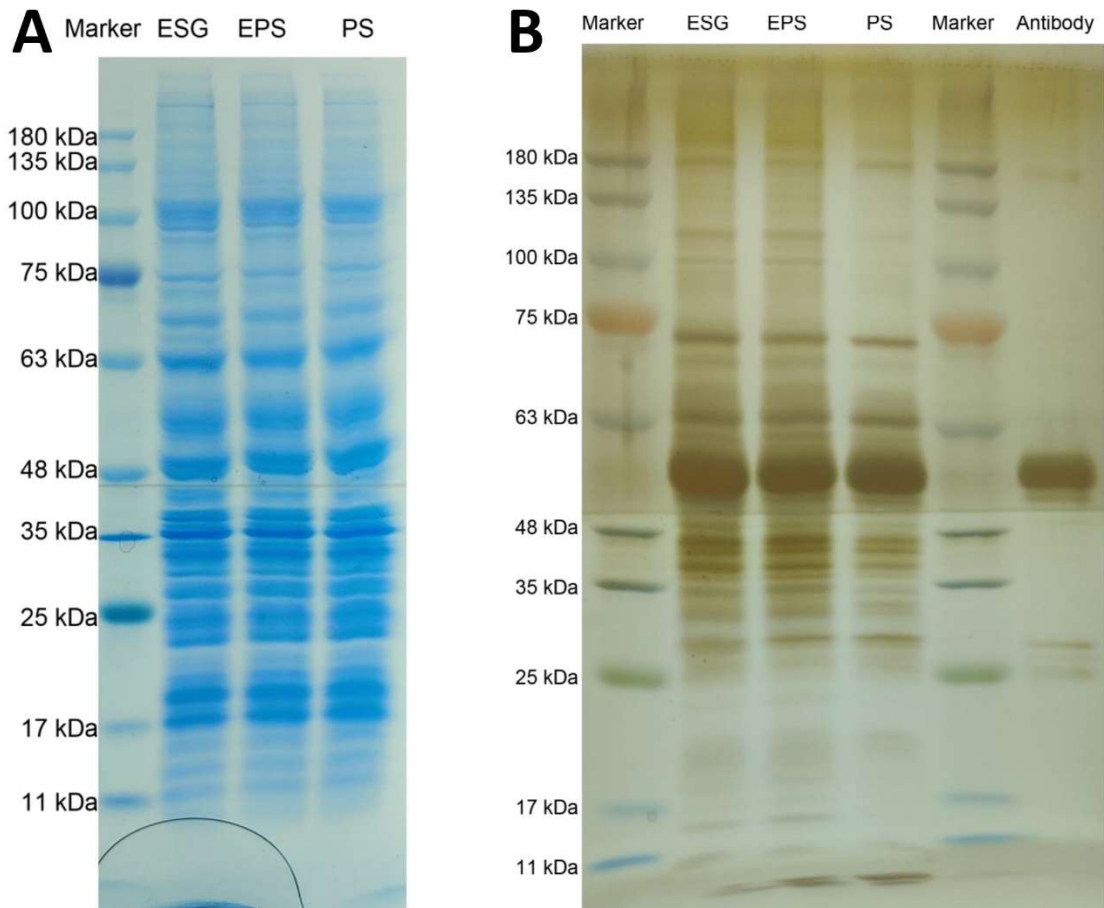 A
Marker ESG EPS PS
180 kDa
135 kDa
100 kDa
75 kDa
63 kDa
48 kDa
35 kDa
25 kDa
17 kDa
11 kDa
B
Marker ESG EPS PS Marker Antibody
180 kDa
135 kDa
100 kDa
75 kDa
63 kDa
48 kDa
35 kDa
25 kDa
17 kDa
11 kDa